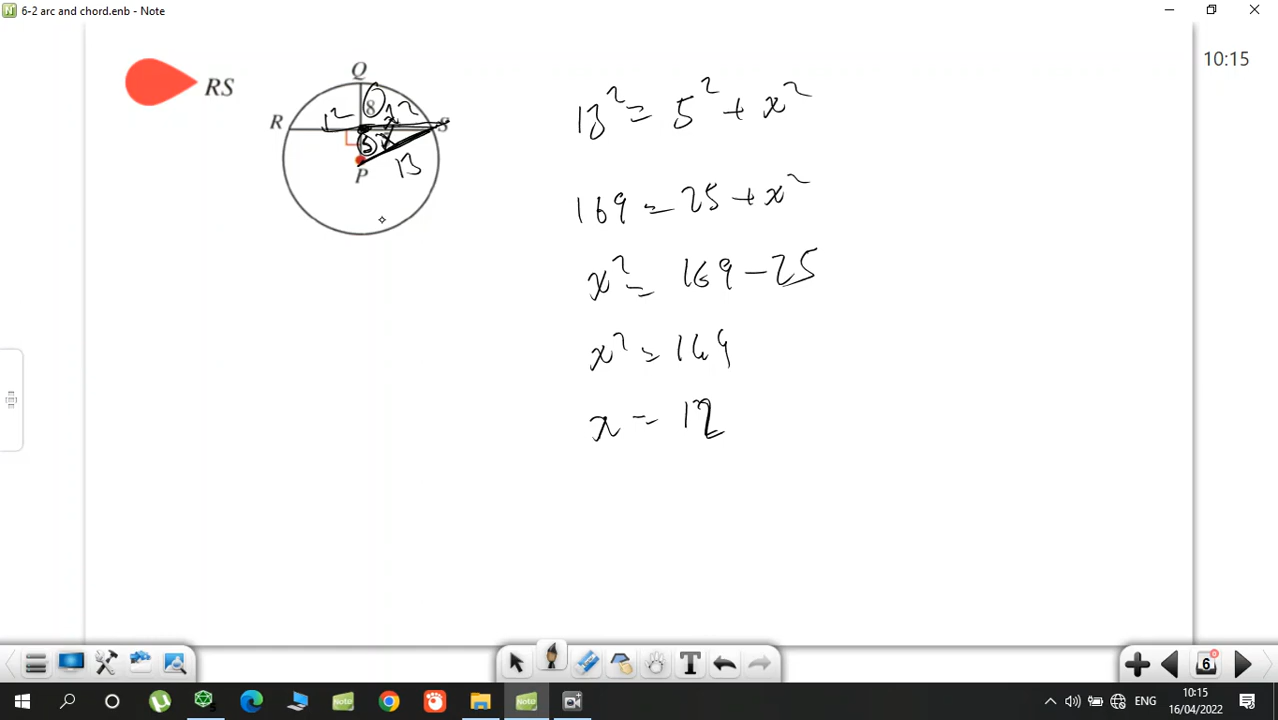 6-2 arc and chord.enb - Note
10:15
RS
Q
8
12
12
R
S
5
x
13
P
13² = 5² + x²
169 = 25 + x²
x² = 169 - 25
x² = 144
x = 12
6
ENG
10:15
16/04/2022